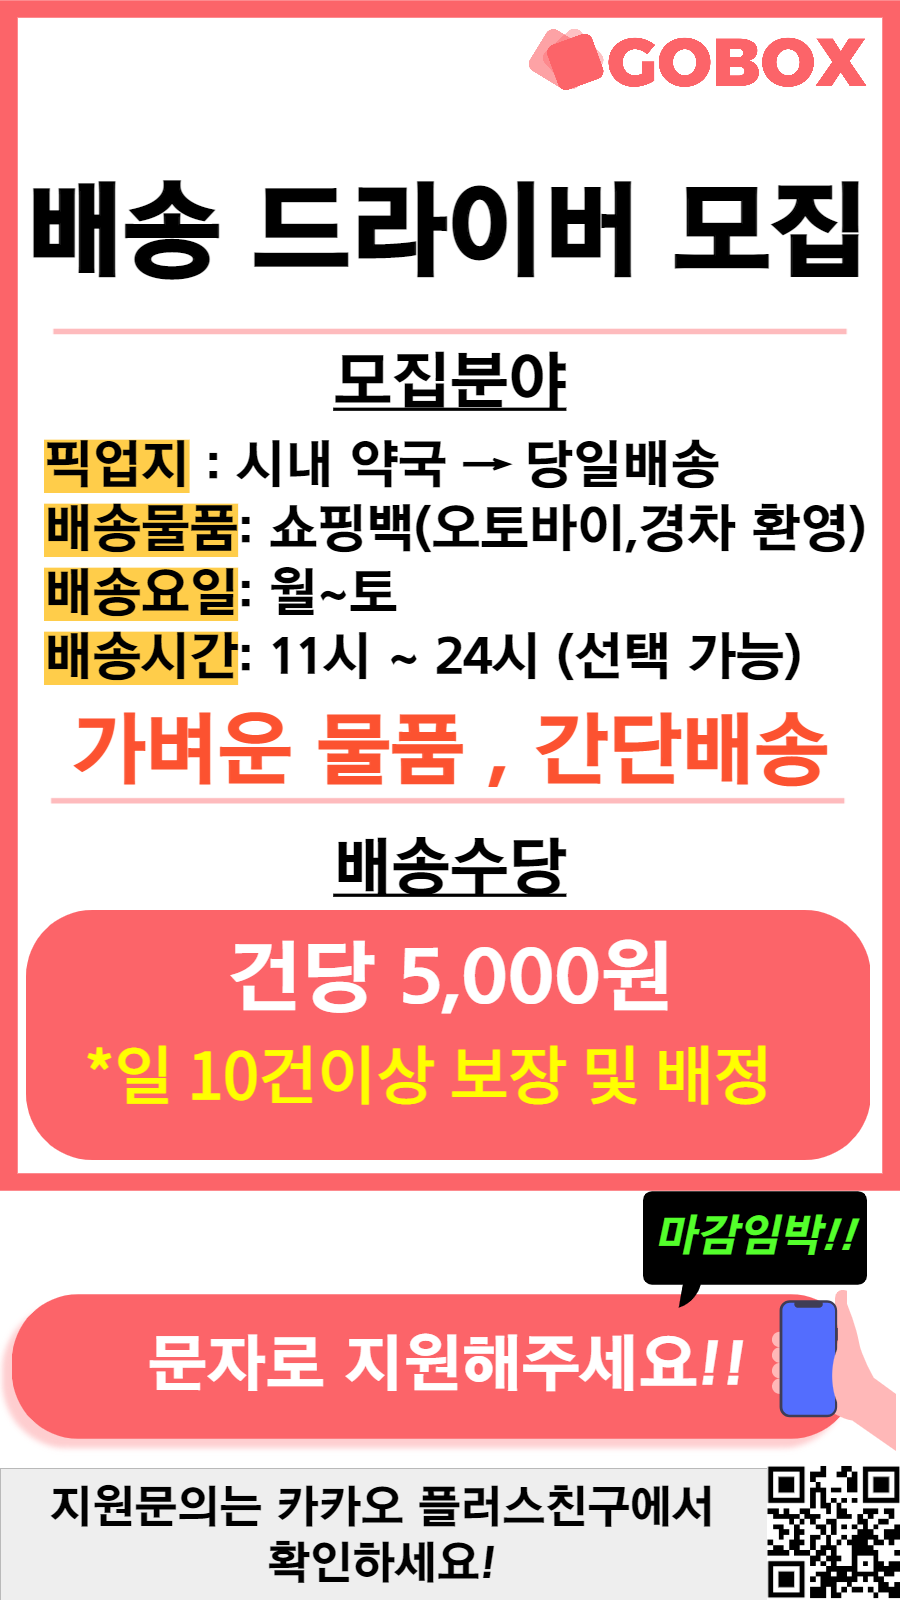 GOBOX
배송 드라이버 모집
모집분야
픽업지 : 시내 약국 → 당일배송
배송물품: 쇼핑백(오토바이,경차 환영)
배송요일: 월~토
배송시간: 11시 ~ 24시 (선택 가능)
가벼운 물품 , 간단배송
배송수당
건당 5,000원
*일 10건이상 보장 및 배정
마감임박!!
문자로 지원해주세요!!
지원문의는 카카오 플러스친구에서
확인하세요!